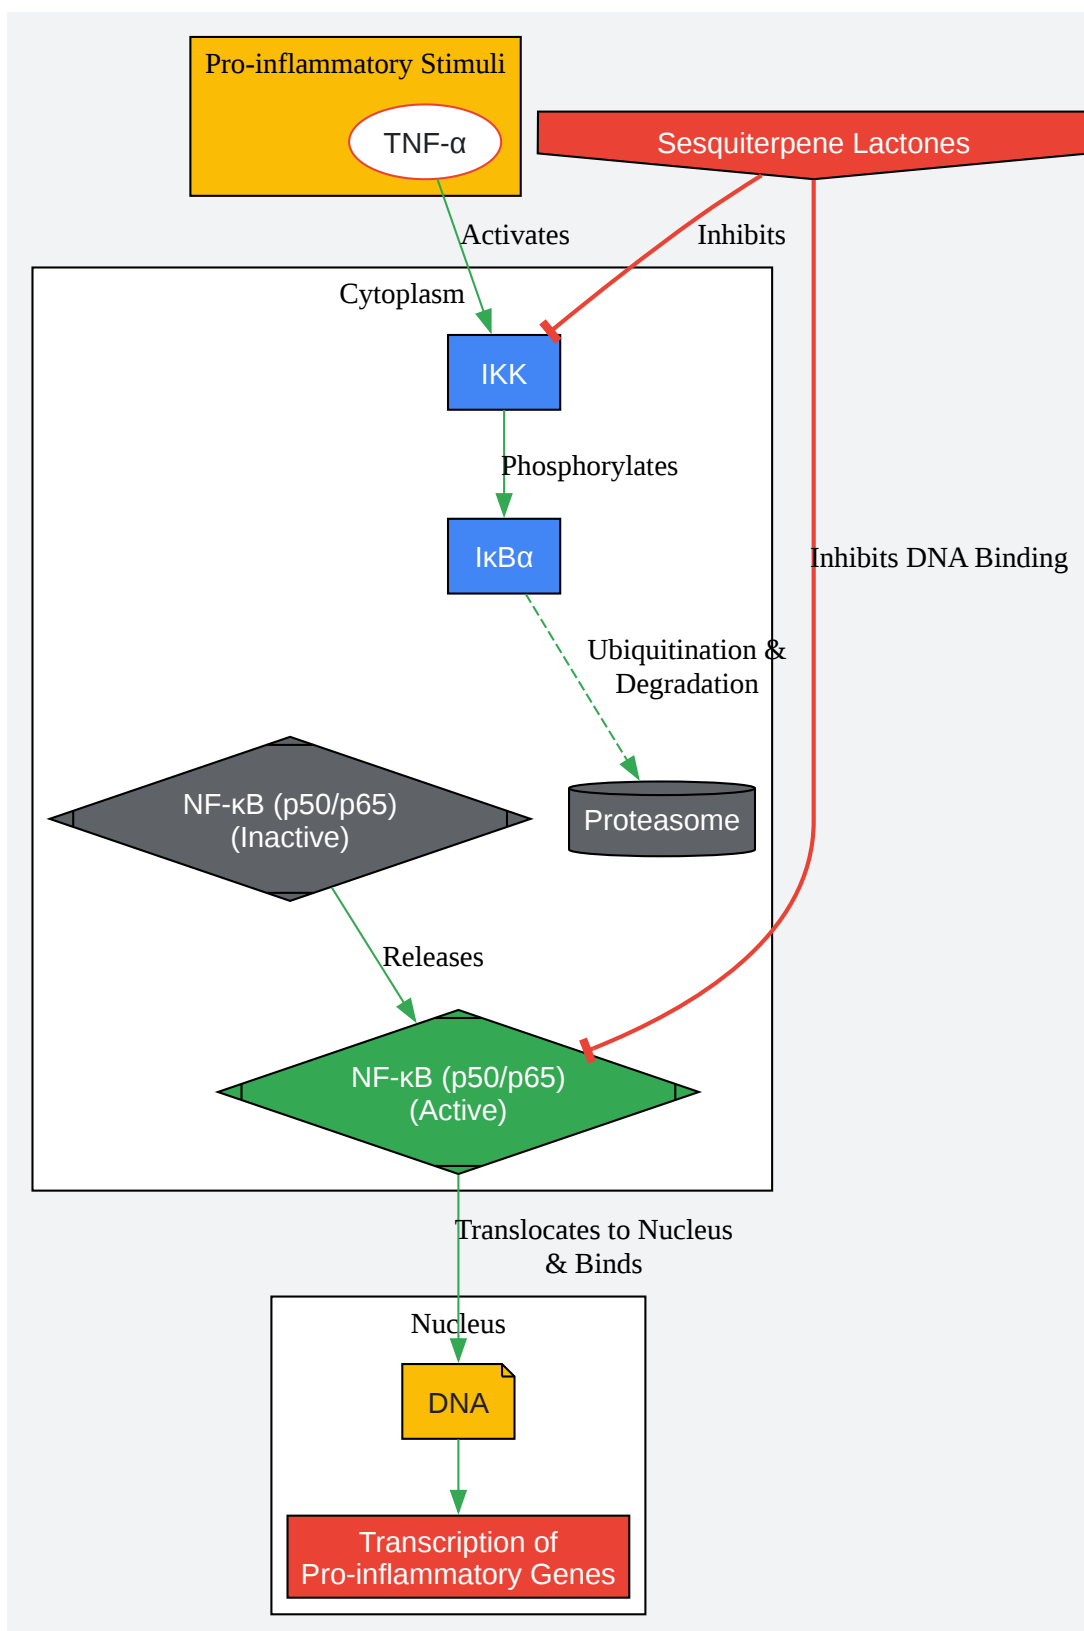 Pro-inflammatory Stimuli
TNF-α
Sesquiterpene Lactones
Activates
Inhibits
Cytoplasm
IKK
Phosphorylates
IκBα
Inhibits DNA Binding
Ubiquitination &
Degradation
NF-κB (p50/p65)
(Inactive)
Proteasome
Releases
NF-κB (p50/p65)
(Active)
Translocates to Nucleus
& Binds
Nucleus
DNA
Transcription of
Pro-inflammatory Genes